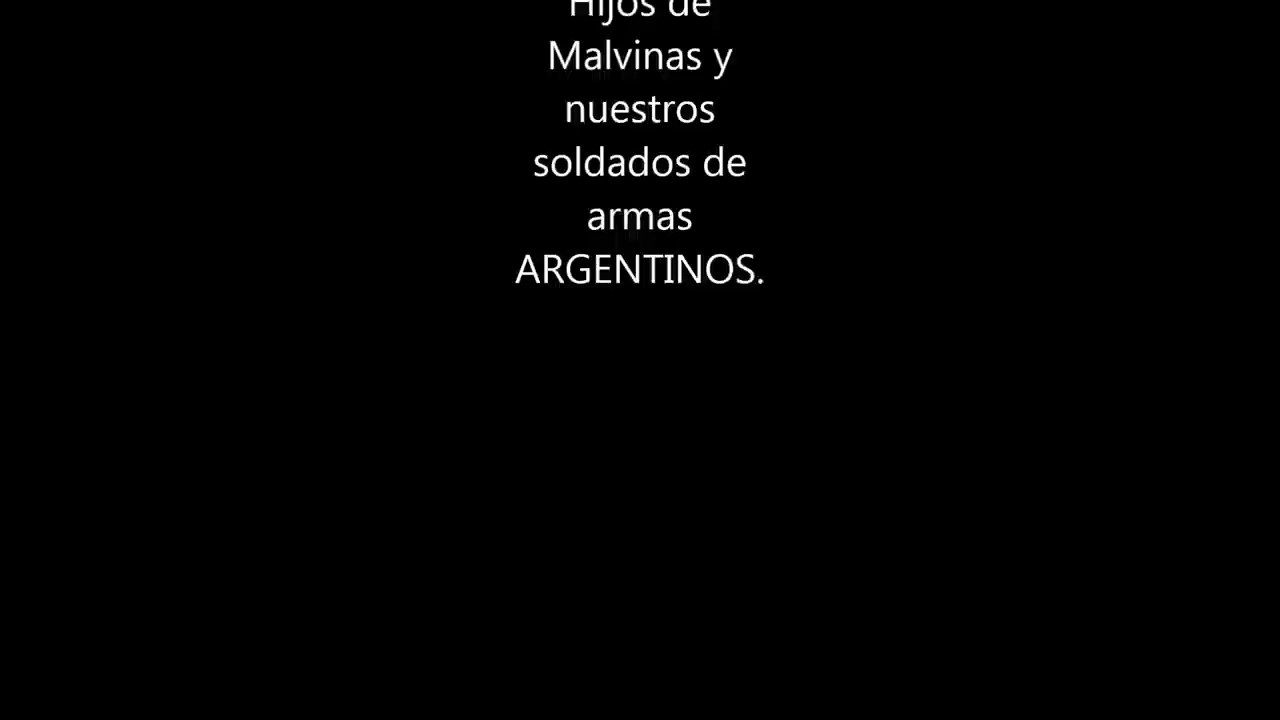 Hijos de
Malvinas y
nuestros
soldados de
armas
ARGENTINOS.